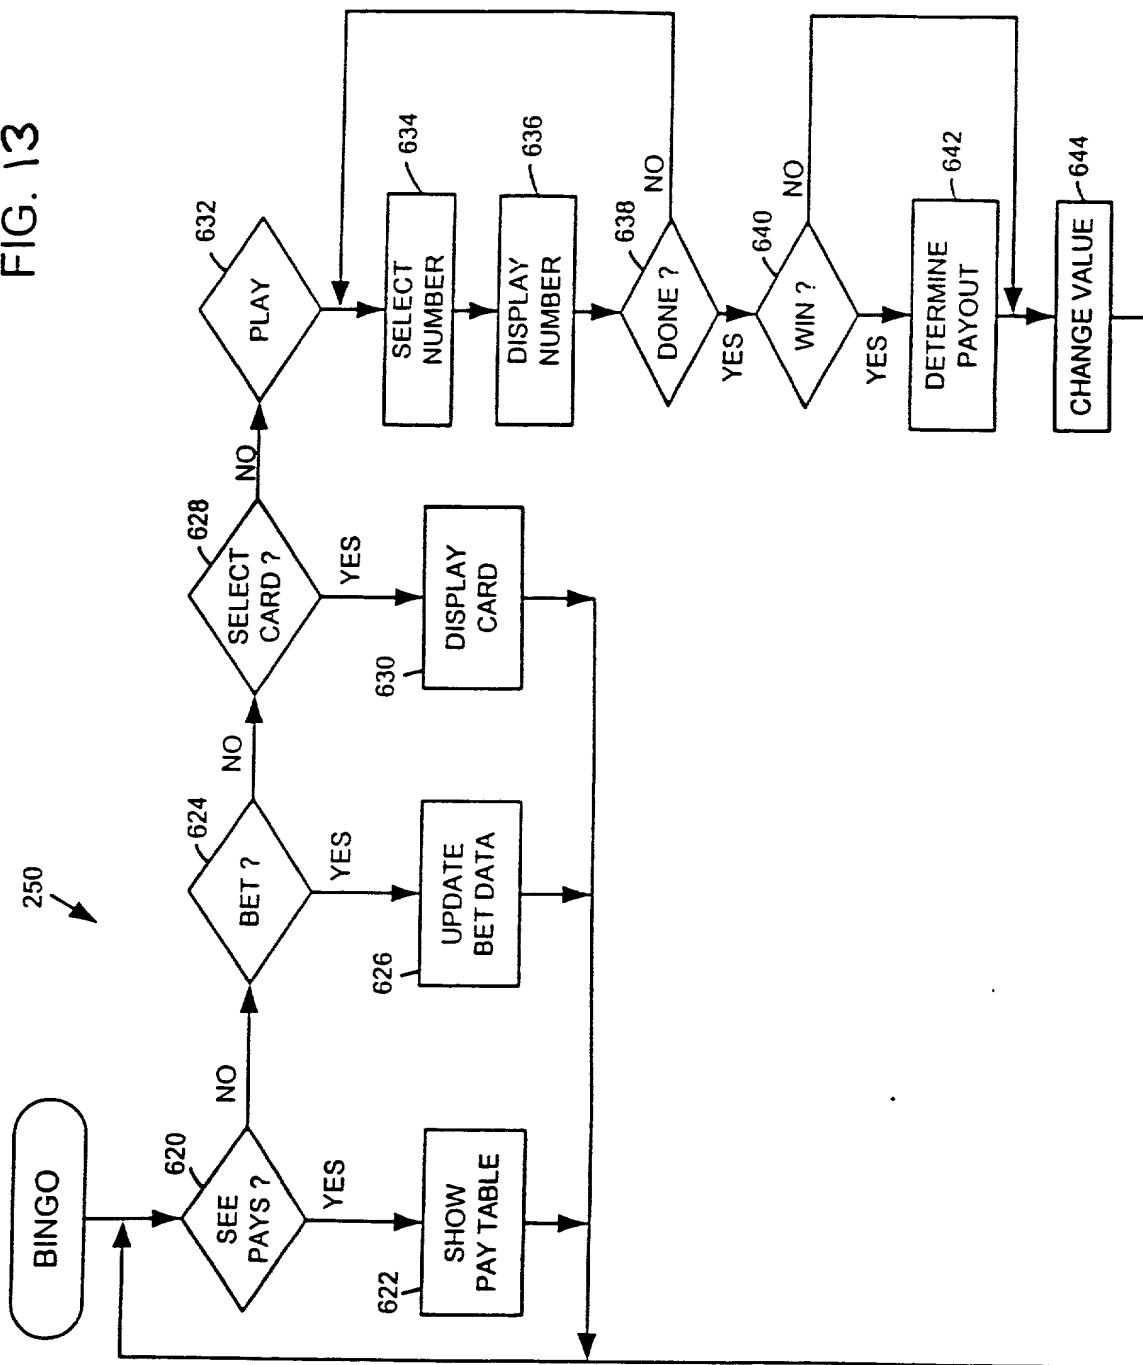 FIG. 13
250
BINGO
620
SEE
PAYS ?
NO
YES
622
SHOW
PAY TABLE
624
BET ?
NO
YES
626
UPDATE
BET DATA
628
SELECT
CARD ?
NO
YES
630
DISPLAY
CARD
632
PLAY
634
SELECT
NUMBER
636
DISPLAY
NUMBER
638
DONE ?
NO
YES
640
WIN ?
NO
YES
642
DETERMINE
PAYOUT
644
CHANGE VALUE